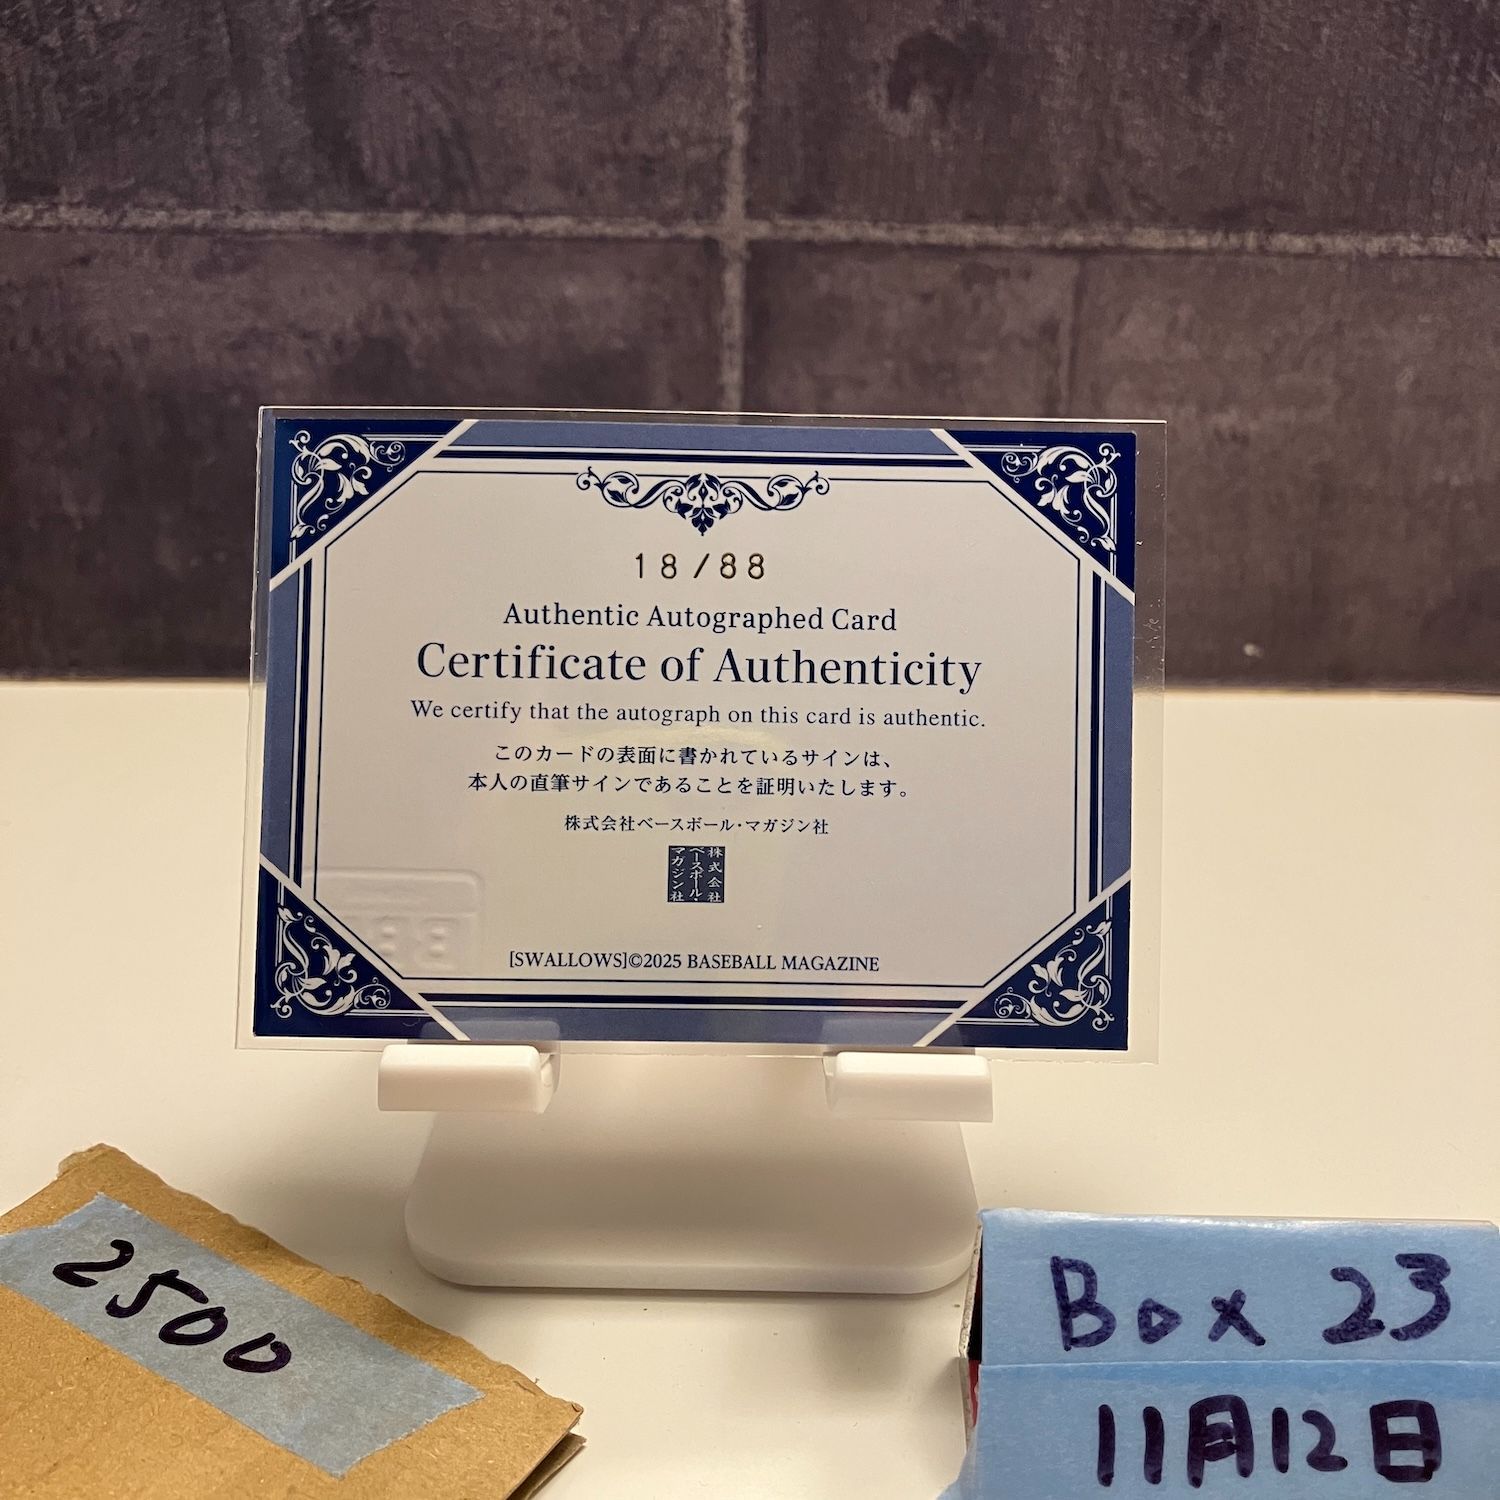 18/88
Authentic Autographed Card
Certificate of Authenticity
We certify that the autograph on this card is authentic.
このカードの表面に書かれているサインは、
本人の直筆サインであることを証明いたします。
株式会社ベースボール・マガジン社
株式会社
ベースボール・
マガジン社
[SWALLOWS]©2025 BASEBALL MAGAZINE
2500
Box 23
11月12日